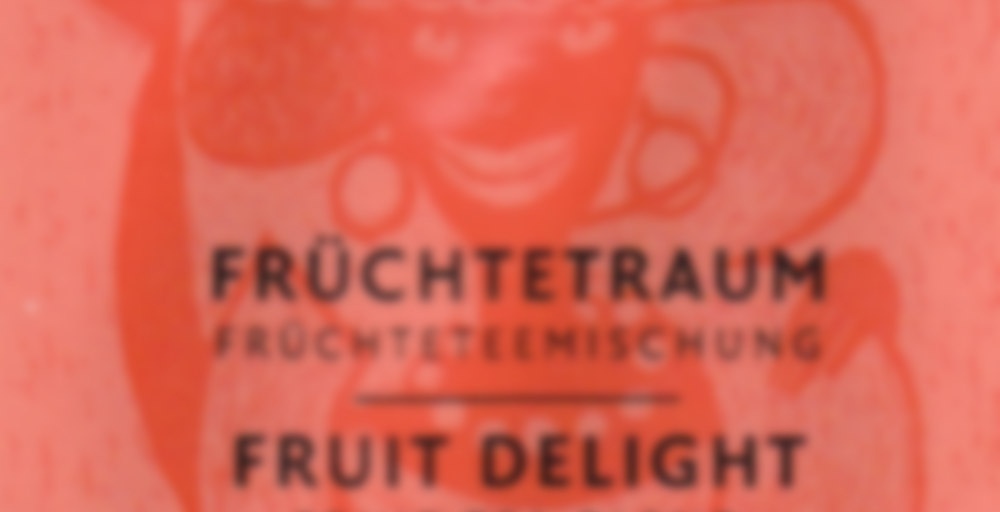 FRÜCHTETRAUM
FRÜCHTETEEMISCHUNG
FRUIT DELIGHT